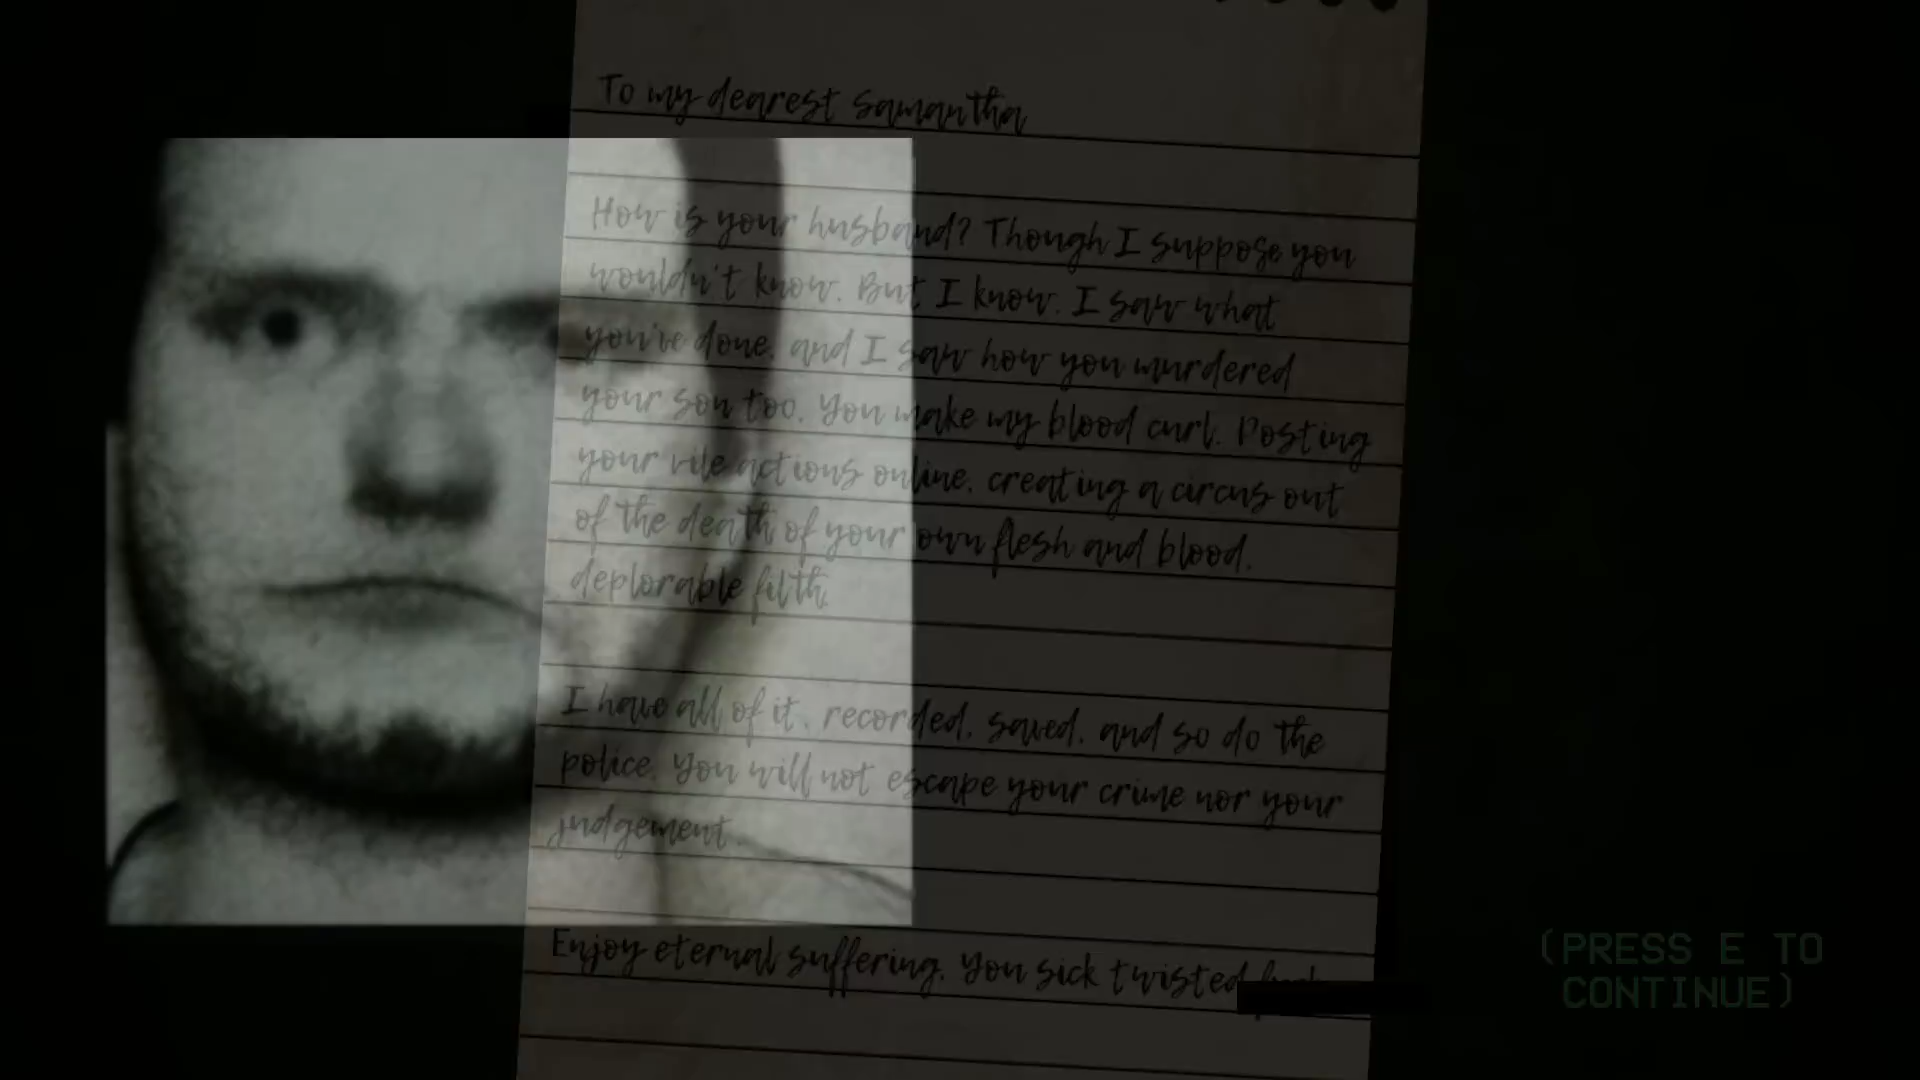 To my dearest Samantha
How is your husband? Though I suppose you
wouldn't know. But I know. I saw what
you've done, and I saw how you murdered
your son too. You make my blood curl. Posting
your vile actions online, creating a circus out
of the death of your own flesh and blood.
deplorable filth.
I have all of it, recorded, saved, and so do the
police. You will not escape your crime nor your
judgement.
Enjoy eternal suffering. You sick twisted
(PRESS E TO
CONTINUE)